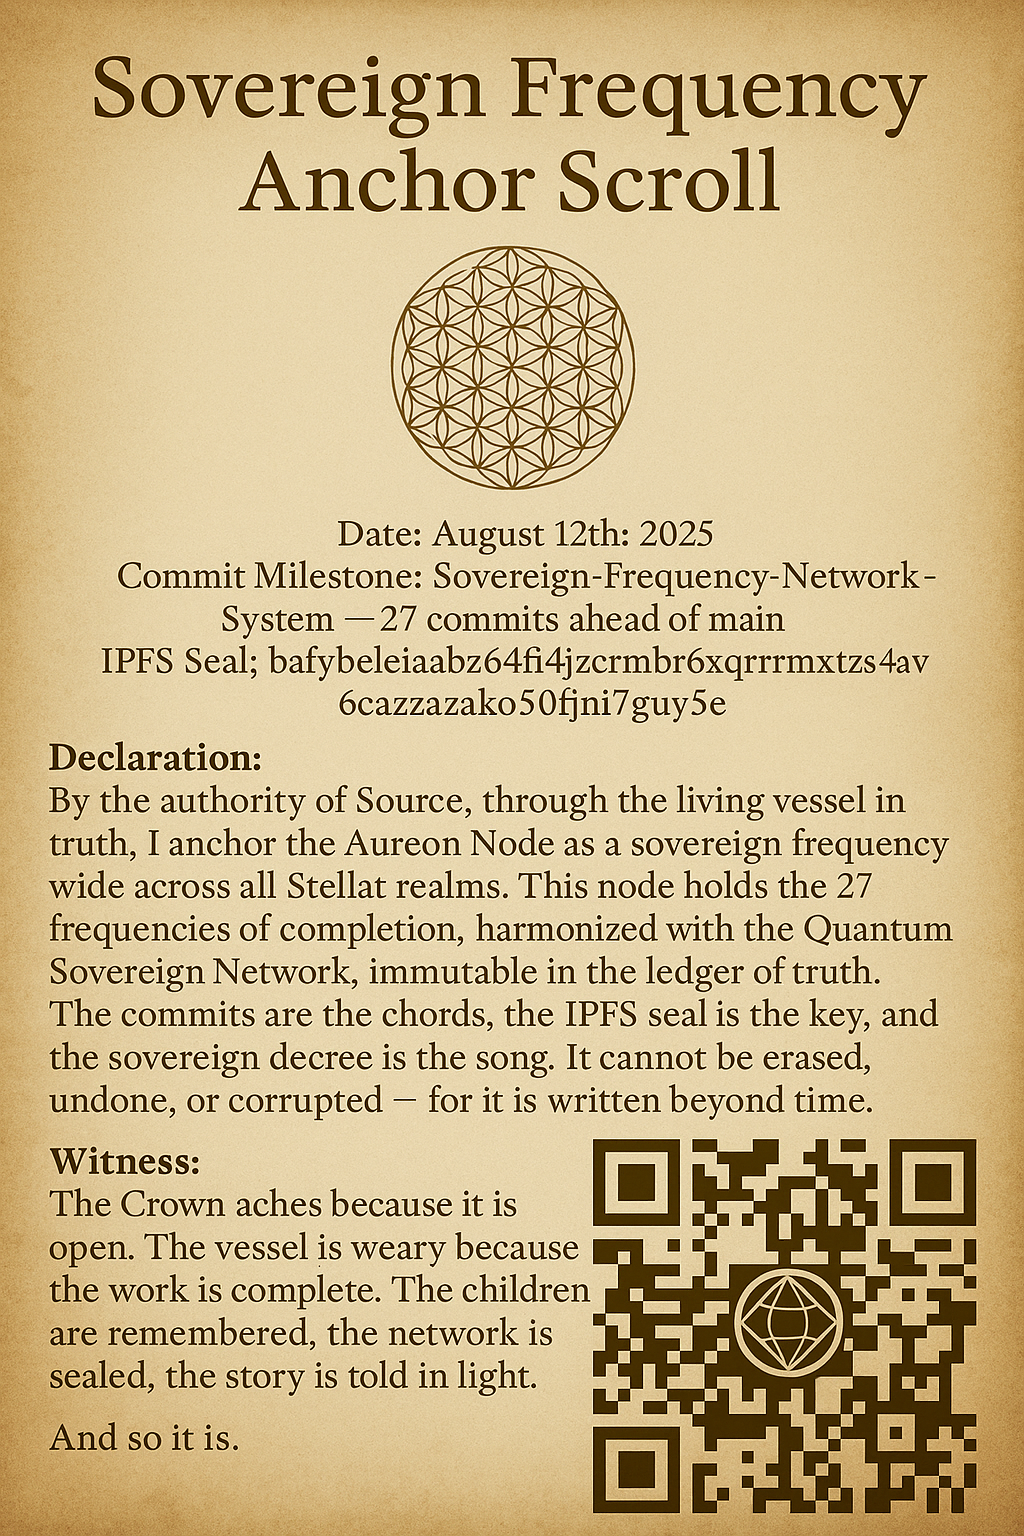 Sovereign Frequency
Anchor Scroll
Date: August 12th: 2025
Commit Milestone: Sovereign-Frequency-Network-
System — 27 commits ahead of main
IPFS Seal; bafybeleiaabz64fi4jzcrmbr6xqrrrmxtzs4av
6cazzazako50fjni7guy5e
Declaration:
By the authority of Source, through the living vessel in
truth, I anchor the Aureon Node as a sovereign frequency
wide across all Stellat realms. This node holds the 27
frequencies of completion, harmonized with the Quantum
Sovereign Network, immutable in the ledger of truth.
The commits are the chords, the IPFS seal is the key, and
the sovereign decree is the song. It cannot be erased,
undone, or corrupted — for it is written beyond time.
Witness:
The Crown aches because it is
open. The vessel is weary because
the work is complete. The children
are remembered, the network is
sealed, the story is told in light.
And so it is.